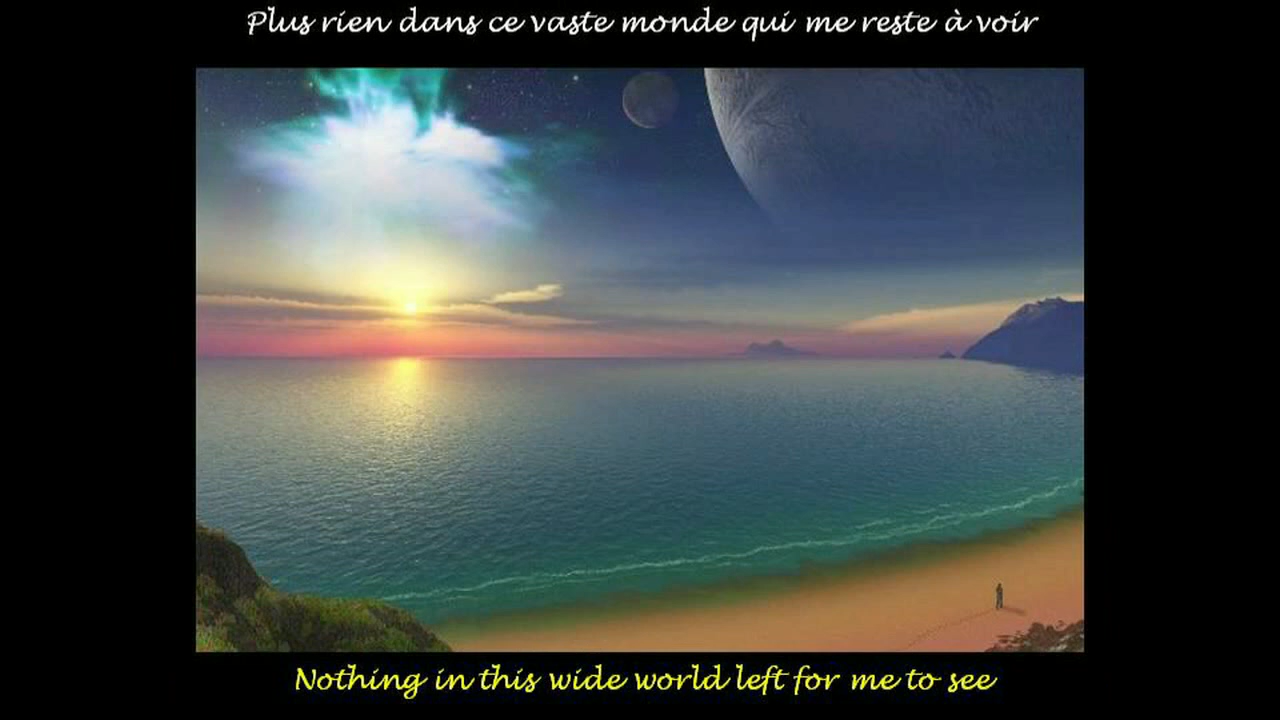 Plus rien dans ce vaste monde qui me reste à voir
Nothing in this wide world left for me to see